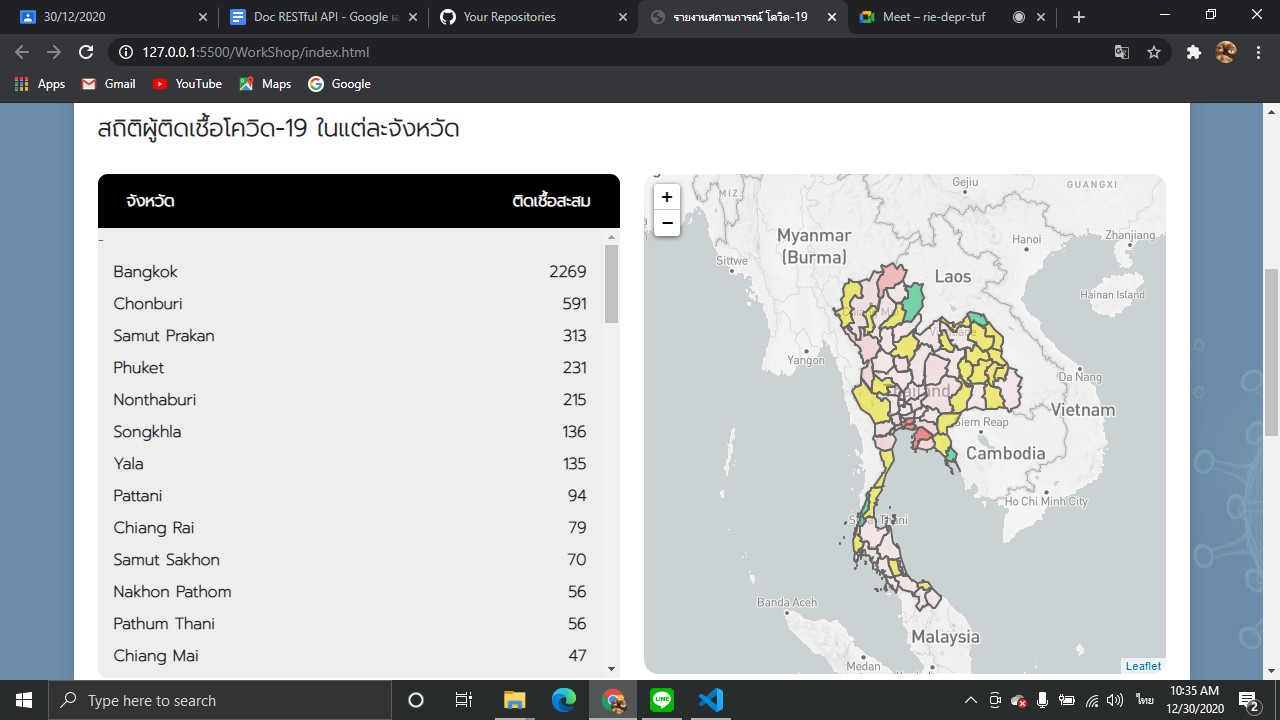 30/12/2020
Doc RESTful API - Google
Your Repositories
รายงานสถานการณ์ โควิด-19
Meet – rie-depr-tuf
127.0.0.1:5500/WorkShop/index.html
Apps
Gmail
YouTube
Maps
Google
สถิติผู้ติดเชื้อโควิด-19 ในแต่ละจังหวัด
จังหวัด ติดเชื้อสะสม
-
Bangkok 2269
Chonburi 591
Samut Prakan 313
Phuket 231
Nonthaburi 215
Songkhla 136
Yala 135
Pattani 94
Chiang Rai 79
Samut Sakhon 70
Nakhon Pathom 56
Pathum Thani 56
Chiang Mai 47
+
−
MIZ.
Gejiu
GUANGXI
Myanmar
(Burma)
Hanoi
Zhanjiang
Sittwe
Laos
Hainan Island
Yangon
Da Nang
Thailand
Vietnam
Siem Reap
Cambodia
Ho Chi Minh City
Banda Aceh
Malaysia
Medan
Leaflet
Type here to search
LINE
ไทย
10:35 AM
12/30/2020
2